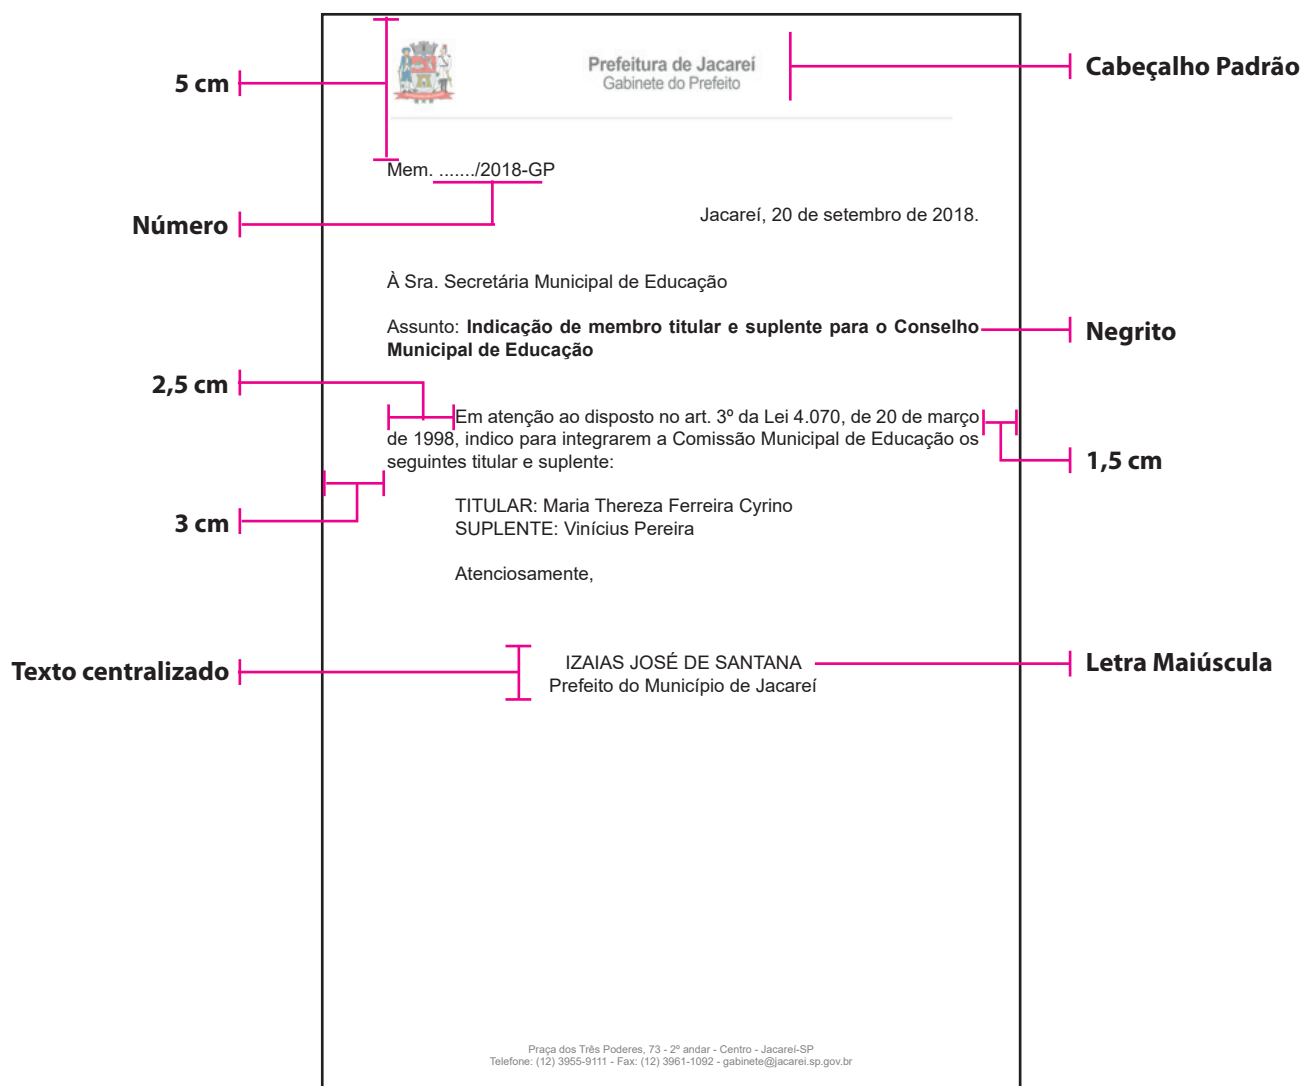 Prefeitura de Jacareí
Gabinete do Prefeito
Cabeçalho Padrão
5 cm
Mem. ......./2018-GP
Número
Jacareí, 20 de setembro de 2018.
À Sra. Secretária Municipal de Educação
Assunto: Indicação de membro titular e suplente para o Conselho
Municipal de Educação
Negrito
2,5 cm
Em atenção ao disposto no art. 3º da Lei 4.070, de 20 de março
de 1998, indico para integrarem a Comissão Municipal de Educação os
seguintes titular e suplente:
1,5 cm
3 cm
TITULAR: Maria Thereza Ferreira Cyrino
SUPLENTE: Vinícius Pereira
Atenciosamente,
Texto centralizado
IZAIAS JOSÉ DE SANTANA
Prefeito do Município de Jacareí
Letra Maiúscula
Praça dos Três Poderes, 73 - 2º andar - Centro - Jacareí-SP
Telefone: (12) 3955-9111 - Fax: (12) 3961-1092 - gabinete@jacarei.sp.gov.br